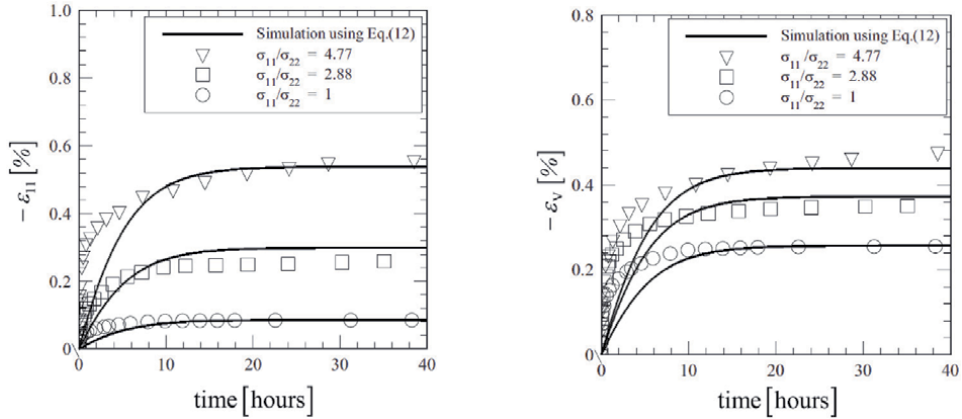 1.0
0.8
0.6
0.4
0.2
0
− ε11 [%]
Simulation using Eq.(12)
σ11/σ22 = 4.77
σ11/σ22 = 2.88
σ11/σ22 = 1
0 10 20 30 40
time [hours]
0.8
0.6
0.4
0.2
0
− εV [%]
Simulation using Eq.(12)
σ11/σ22 = 4.77
σ11/σ22 = 2.88
σ11/σ22 = 1
0 10 20 30 40
time [hours]